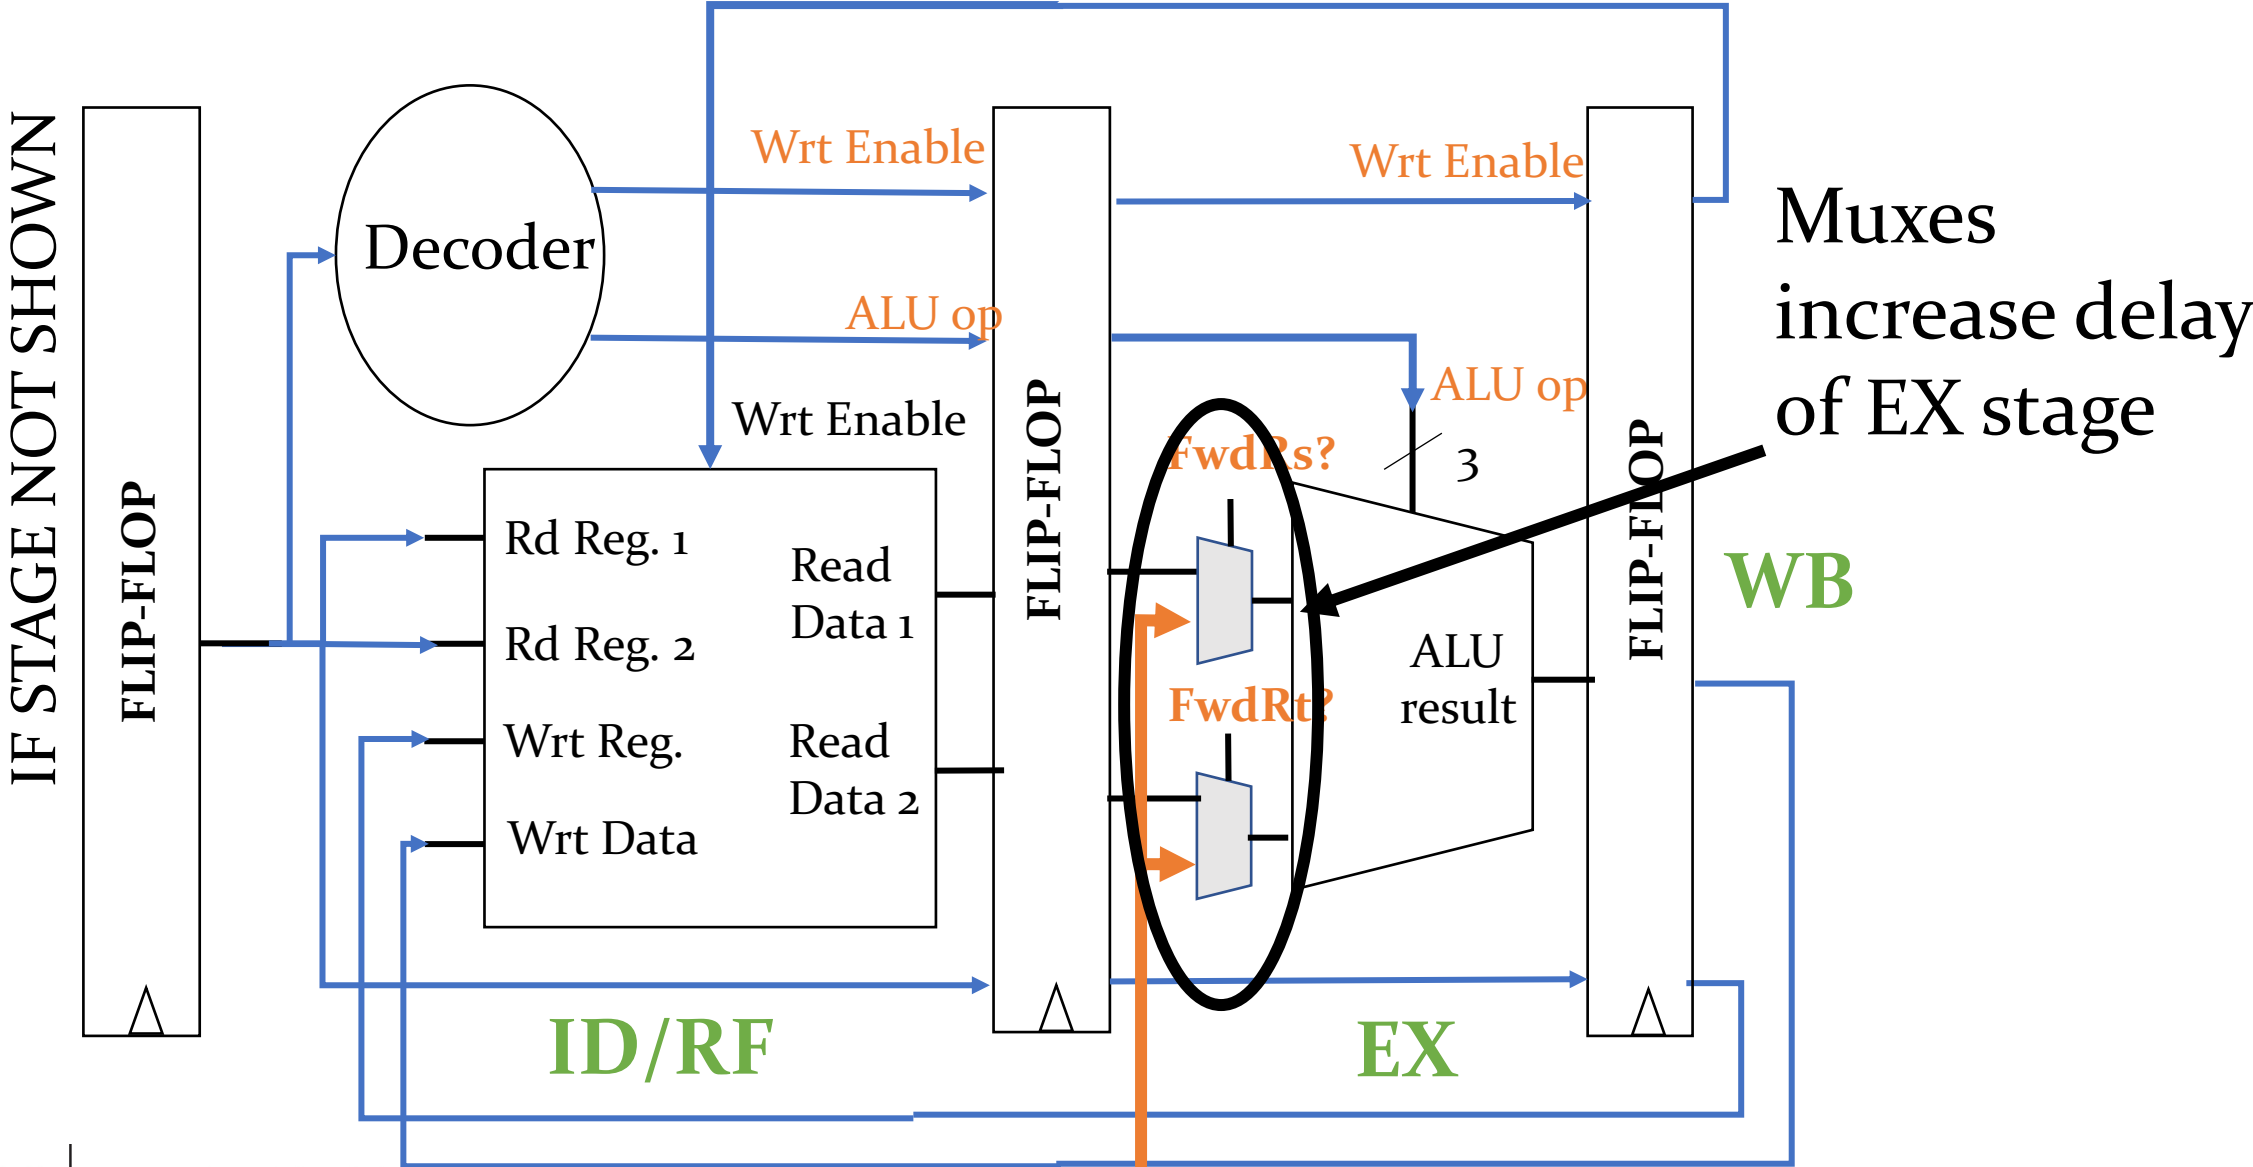 IF STAGE NOT SHOWN
FLIP-FLOP
Decoder
Wrt Enable
ALU op
Wrt Enable
Rd Reg. 1
Rd Reg. 2
Wrt Reg.
Wrt Data
Read
Data 1
Read
Data 2
ID/RF
FLIP-FLOP
Wrt Enable
ALU op
3
FwdRs?
FwdRt?
ALU
result
EX
FLIP-FLOP
WB
Muxes
increase delay
of EX stage